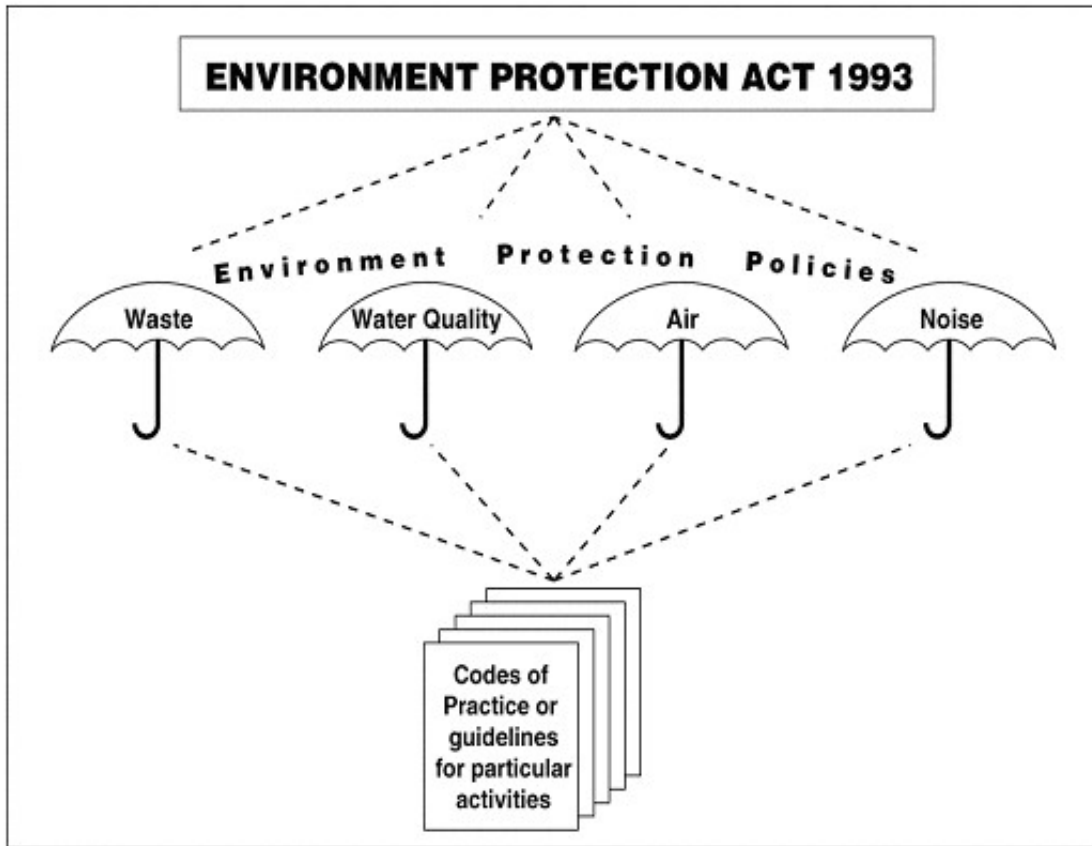 ENVIRONMENT PROTECTION ACT 1993
Environment Protection Policies
Waste
Water Quality
Air
Noise
Codes of
Practice or
guidelines
for particular
activities